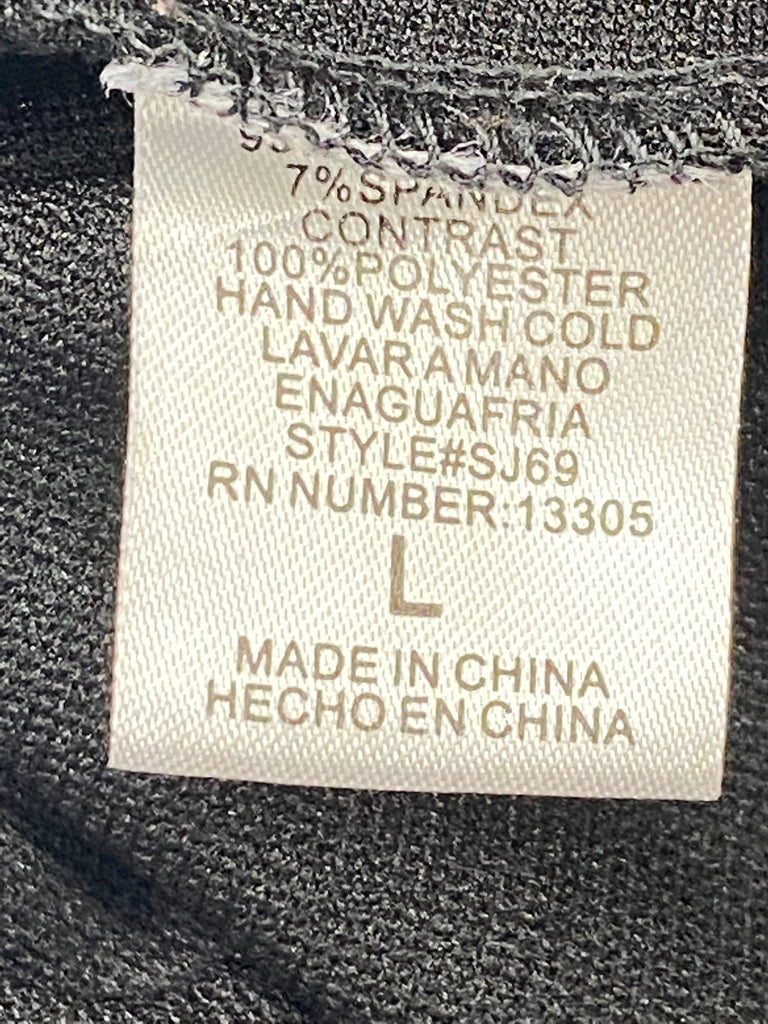 7%SPANDEX
CONTRAST
100%POLYESTER
HAND WASH COLD
LAVAR A MANO
ENAGUAFRIA
STYLE#SJ69
RN NUMBER:13305
L
MADE IN CHINA
HECHO EN CHINA